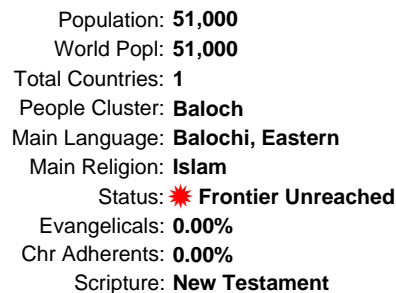 Population: 51,000
World Popl: 51,000
Total Countries: 1
People Cluster: Baloch
Main Language: Balochi, Eastern
Main Religion: Islam
Status: Frontier Unreached
Evangelicals: 0.00%
Chr Adherents: 0.00%
Scripture: New Testament